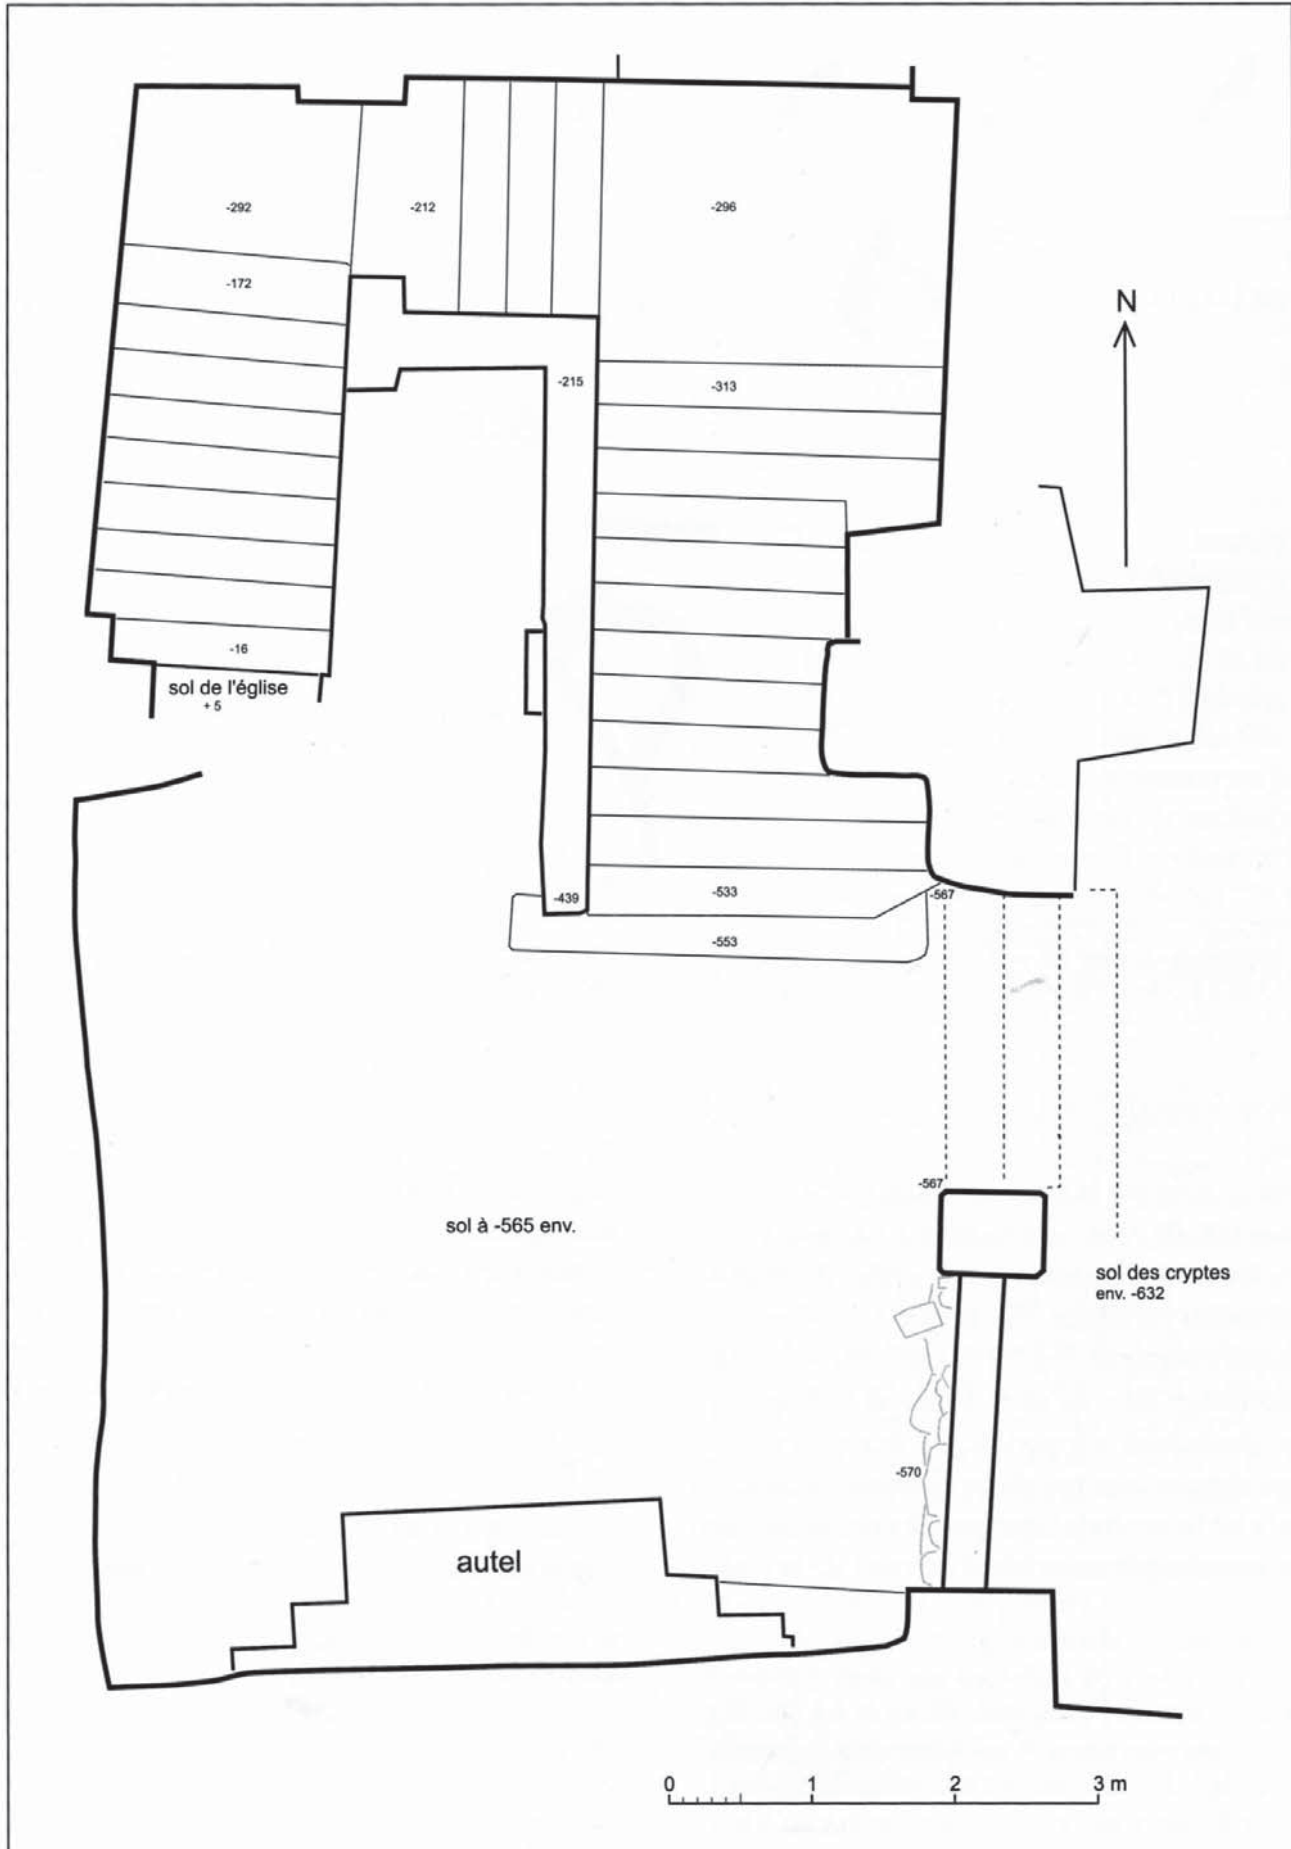 -292
-212
-296
-172
N
-215
-313
-16
sol de l'église
+ 5
-439
-533
-567
-553
-567
sol à -565 env.
sol des cryptes
env. -632
-570
autel
0 1 2 3 m